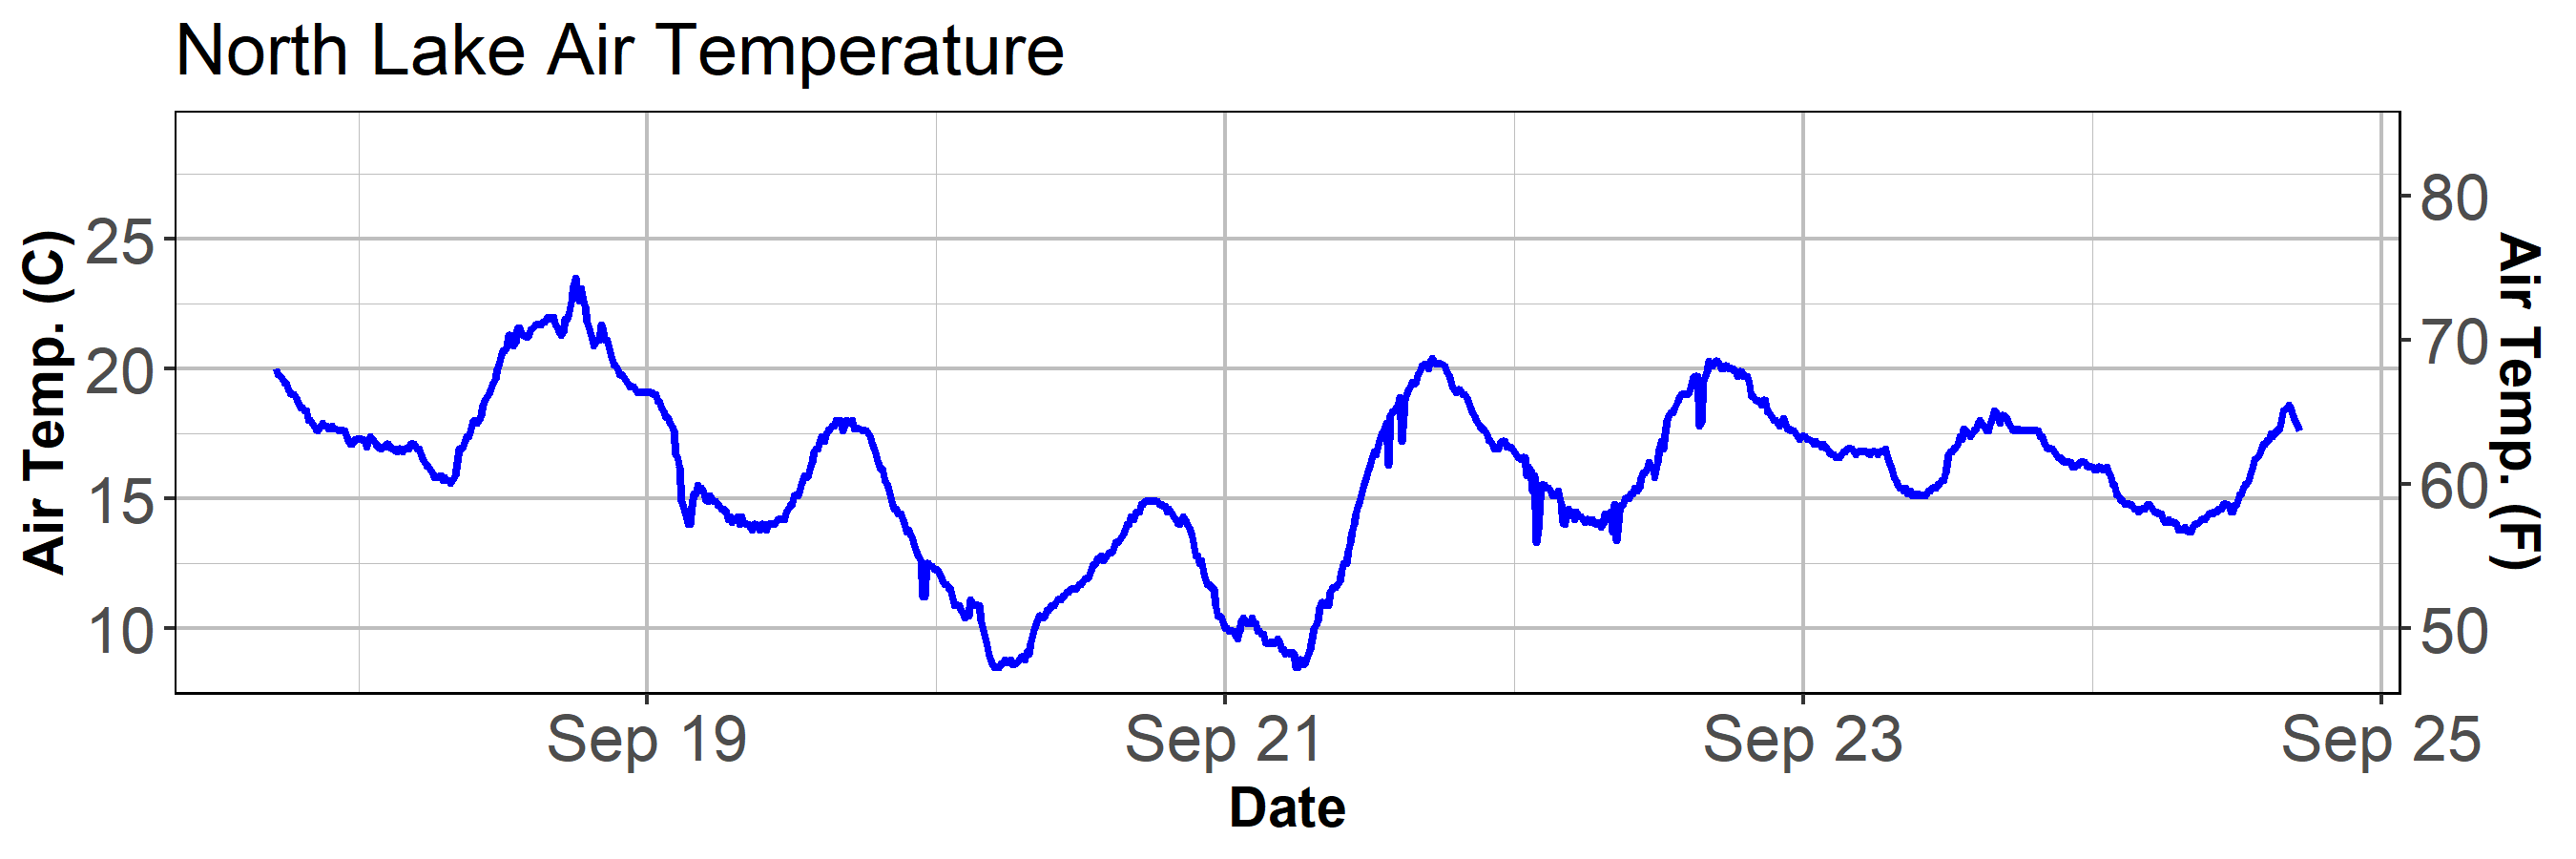 North Lake Air Temperature
Air Temp. (C)
25
20
15
10
80
70
60
50
Air Temp. (F)
Sep 19 Sep 21 Sep 23 Sep 25
Date